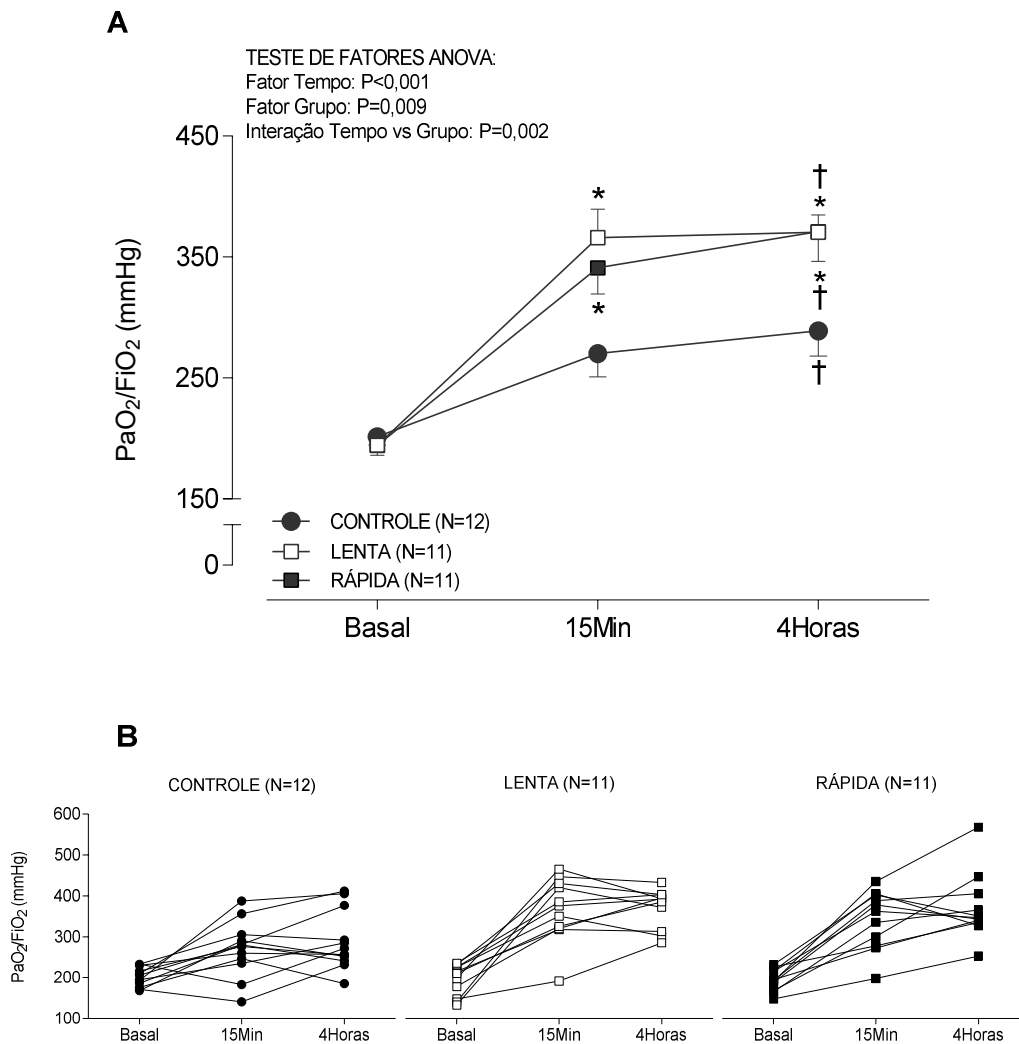 A
TESTE DE FATORES ANOVA:
Fator Tempo: P<0,001
Fator Grupo: P=0,009
Interação Tempo vs Grupo: P=0,002
450
350
250
150
0
PaO₂/FiO₂ (mmHg)
*
*
†
*
*
†
†
CONTROLE (N=12)
LENTA (N=11)
RÁPIDA (N=11)
Basal 15Min 4Horas
B
CONTROLE (N=12) LENTA (N=11) RÁPIDA (N=11)
600
500
400
300
200
100
PaO₂/FiO₂ (mmHg)
Basal 15Min 4Horas Basal 15Min 4Horas Basal 15Min 4Horas